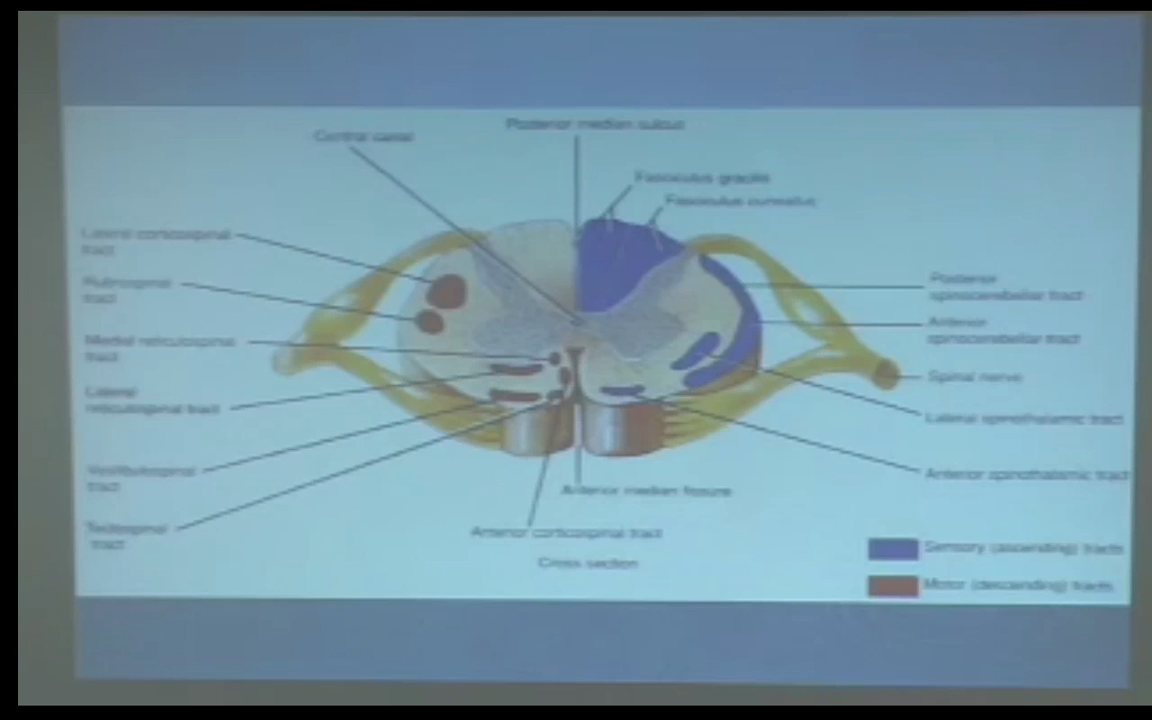 Central canal
Posterior median sulcus
Fasciculus gracilis
Fasciculus cuneatus
Lateral corticospinal
tract
Rubrospinal
tract
Medial reticulospinal
tract
Lateral
reticulospinal tract
Vestibulospinal
tract
Tectospinal
tract
Posterior
spinocerebellar tract
Anterior
spinocerebellar tract
Spinal nerve
Lateral spinothalamic tract
Anterior spinothalamic tract
Anterior median fissure
Anterior corticospinal tract
Cross section
Sensory (ascending) tracts
Motor (descending) tracts